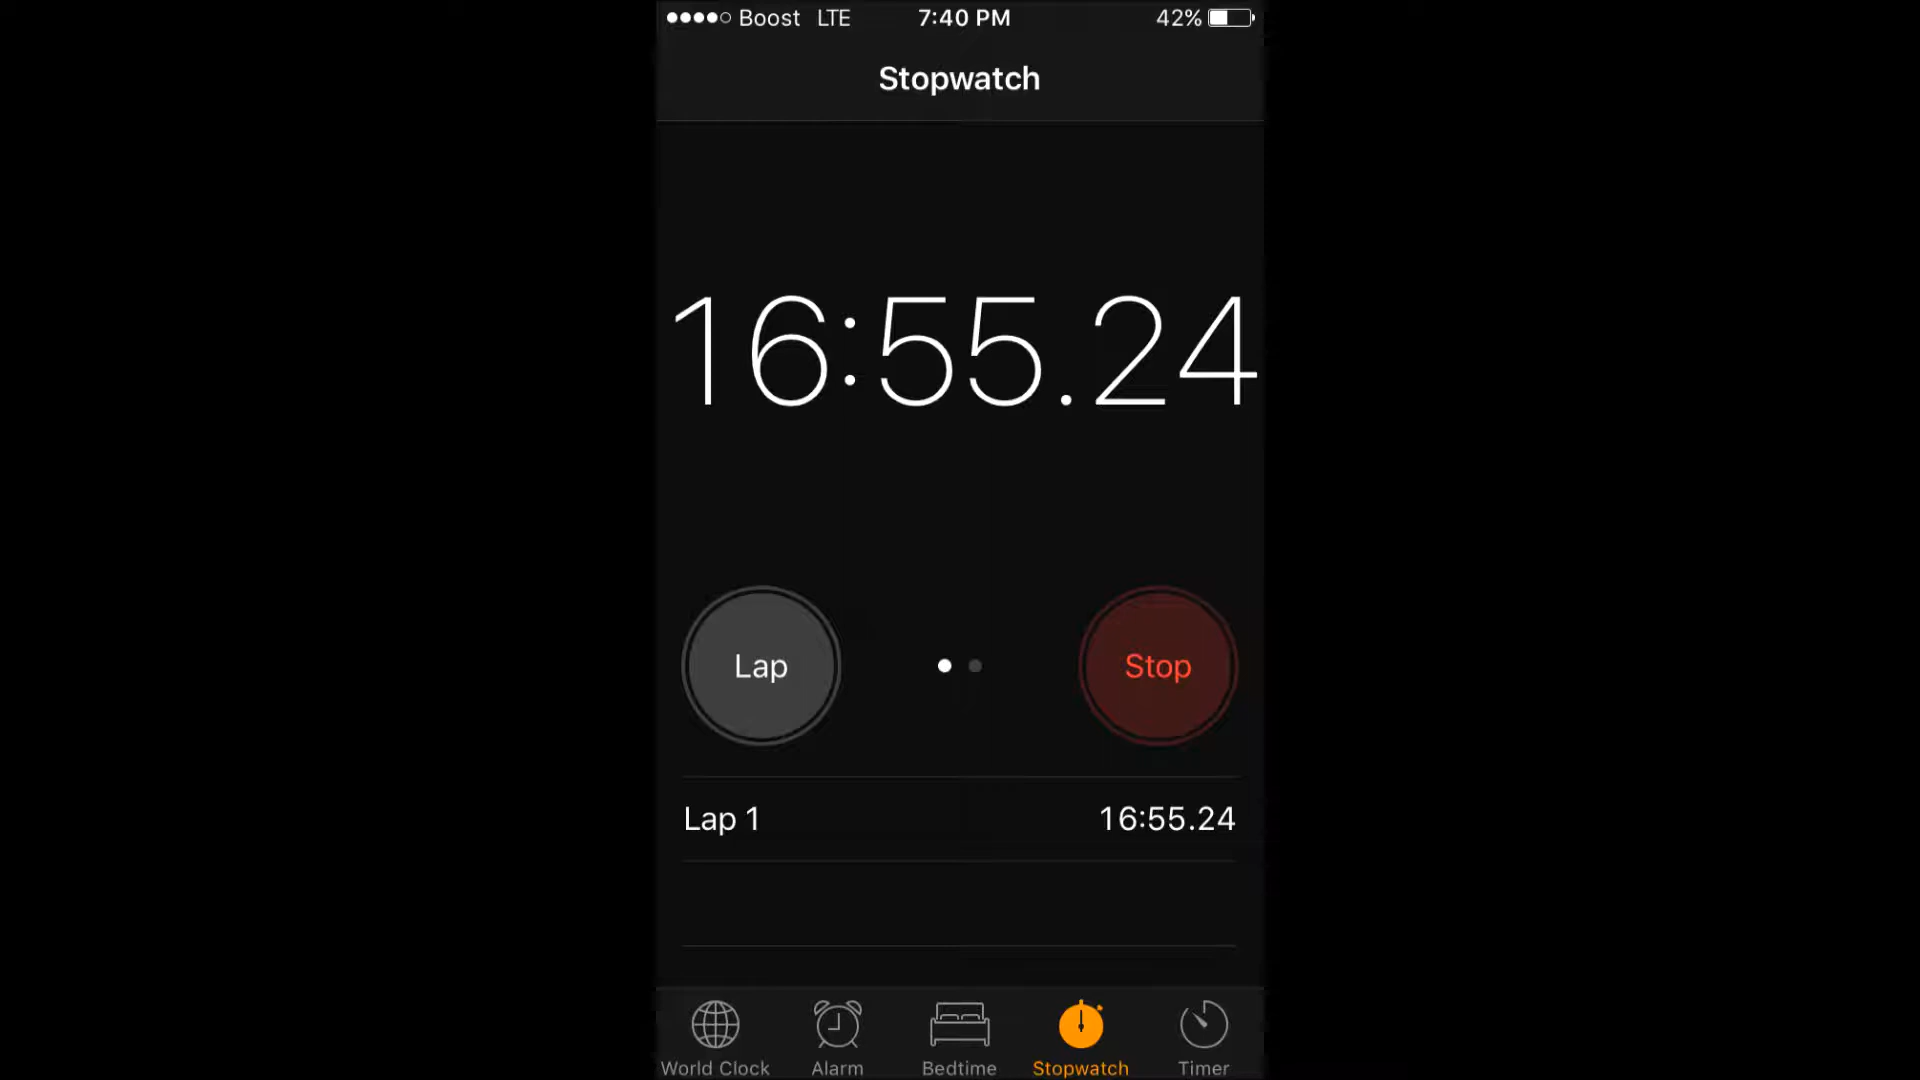 Boost LTE 7:40 PM 42%
Stopwatch
16:55.24
Lap Stop
Lap 1 16:55.24
World Clock Alarm Bedtime Stopwatch Timer